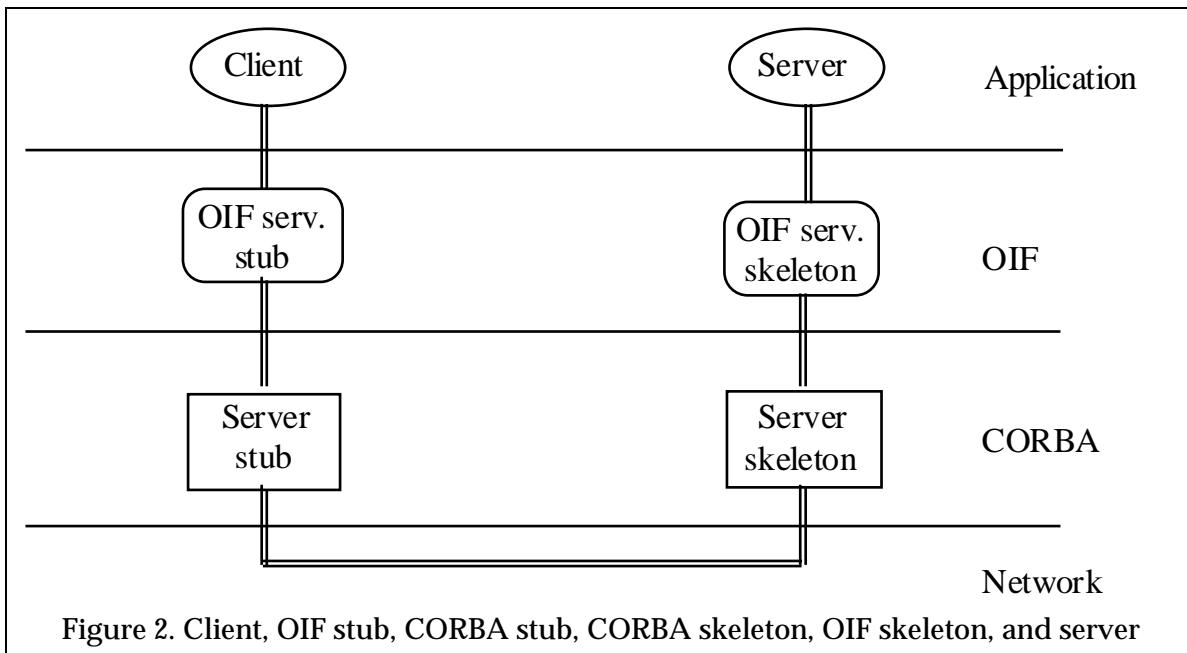 Client
Server
Application
OIF serv.
stub
OIF serv.
skeleton
OIF
Server
stub
Server
skeleton
CORBA
Network
Figure 2. Client, OIF stub, CORBA stub, CORBA skeleton, OIF skeleton, and server